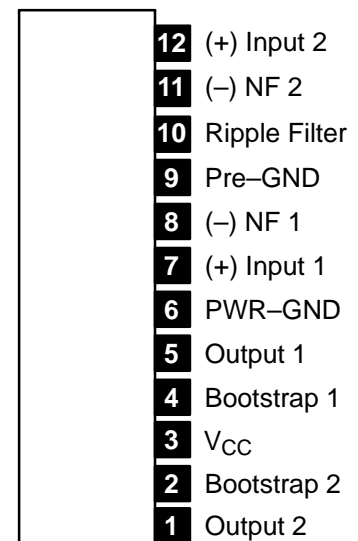 12 (+) Input 2
11 (–) NF 2
10 Ripple Filter
9 Pre–GND
8 (–) NF 1
7 (+) Input 1
6 PWR–GND
5 Output 1
4 Bootstrap 1
3 VCC
2 Bootstrap 2
1 Output 2